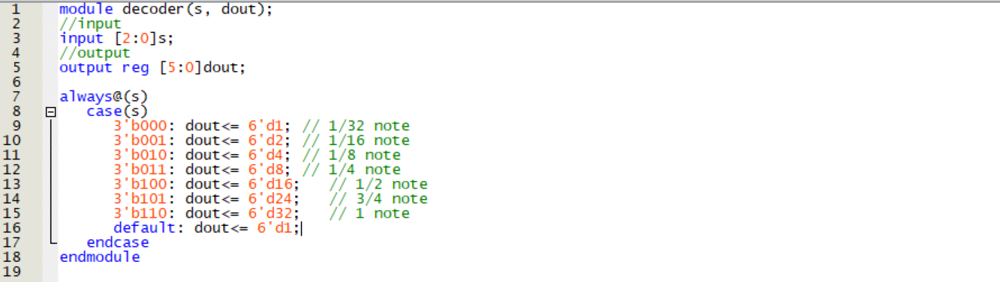 1 module decoder(s, dout);
2 //input
3 input [2:0]s;
4 //output
5 output reg [5:0]dout;
6
7 always@(s)
8 case(s)
9 3'b000: dout<= 6'd1; // 1/32 note
10 3'b001: dout<= 6'd2; // 1/16 note
11 3'b010: dout<= 6'd4; // 1/8 note
12 3'b011: dout<= 6'd8; // 1/4 note
13 3'b100: dout<= 6'd16; // 1/2 note
14 3'b101: dout<= 6'd24; // 3/4 note
15 3'b110: dout<= 6'd32; // 1 note
16 default: dout<= 6'd1;
17 endcase
18 endmodule
19